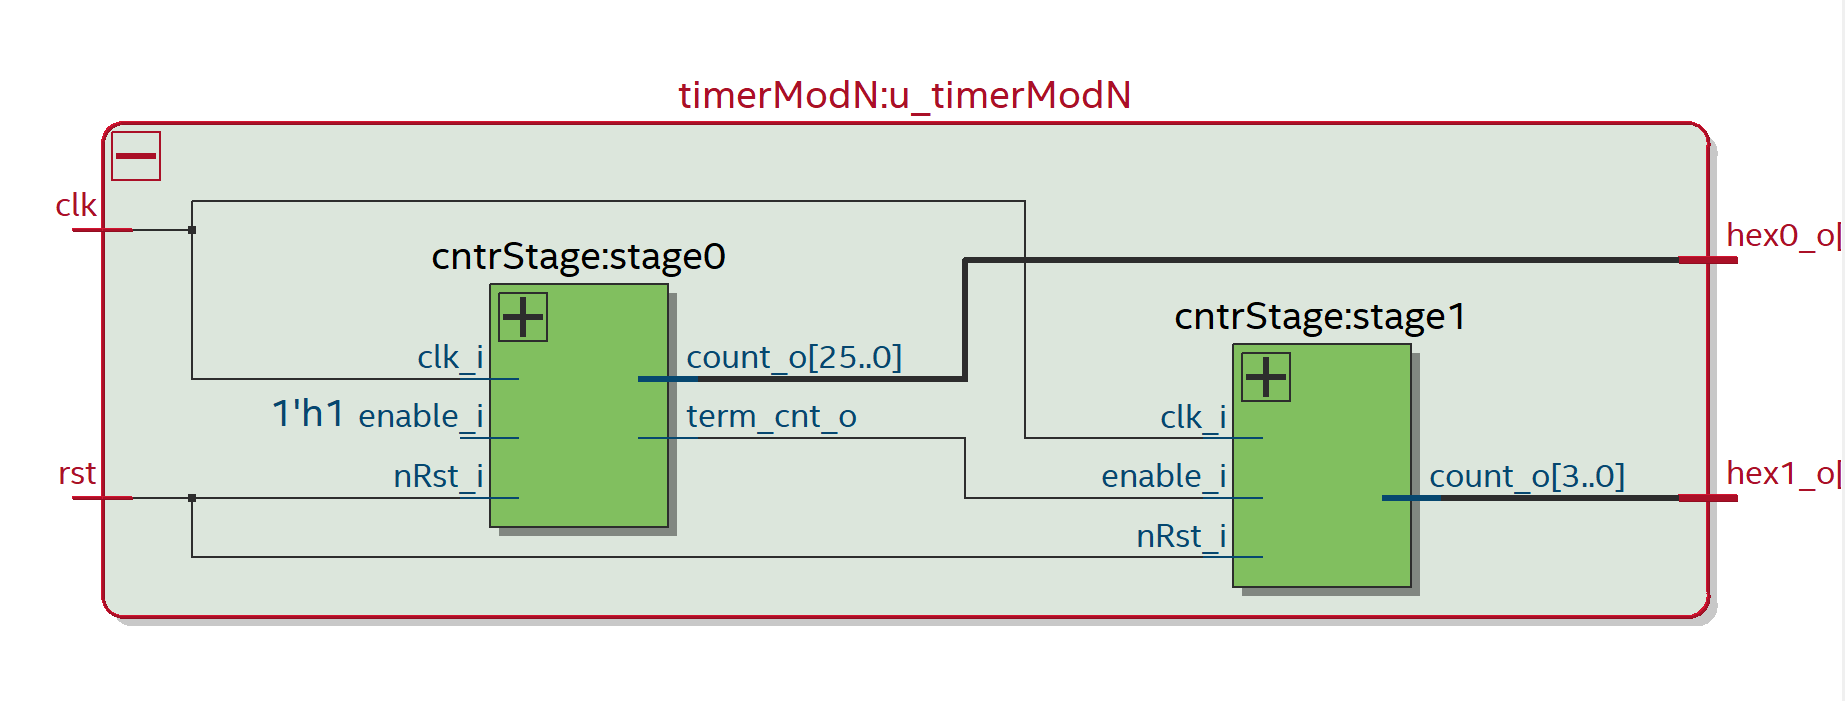 timerModN:u_timerModN
clk
cntrStage:stage0
hex0_o[
cntrStage:stage1
clk_i
count_o[25..0]
1'h1 enable_i
term_cnt_o
clk_i
rst
nRst_i
enable_i
count_o[3..0]
hex1_o[
nRst_i